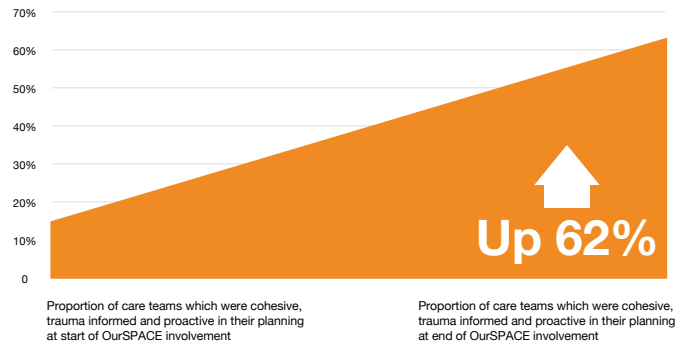 70%
60%
50%
40%
30%
20%
10%
0
Up 62%
Proportion of care teams which were cohesive,
trauma informed and proactive in their planning
at start of OurSPACE involvement
Proportion of care teams which were cohesive,
trauma informed and proactive in their planning
at end of OurSPACE involvement